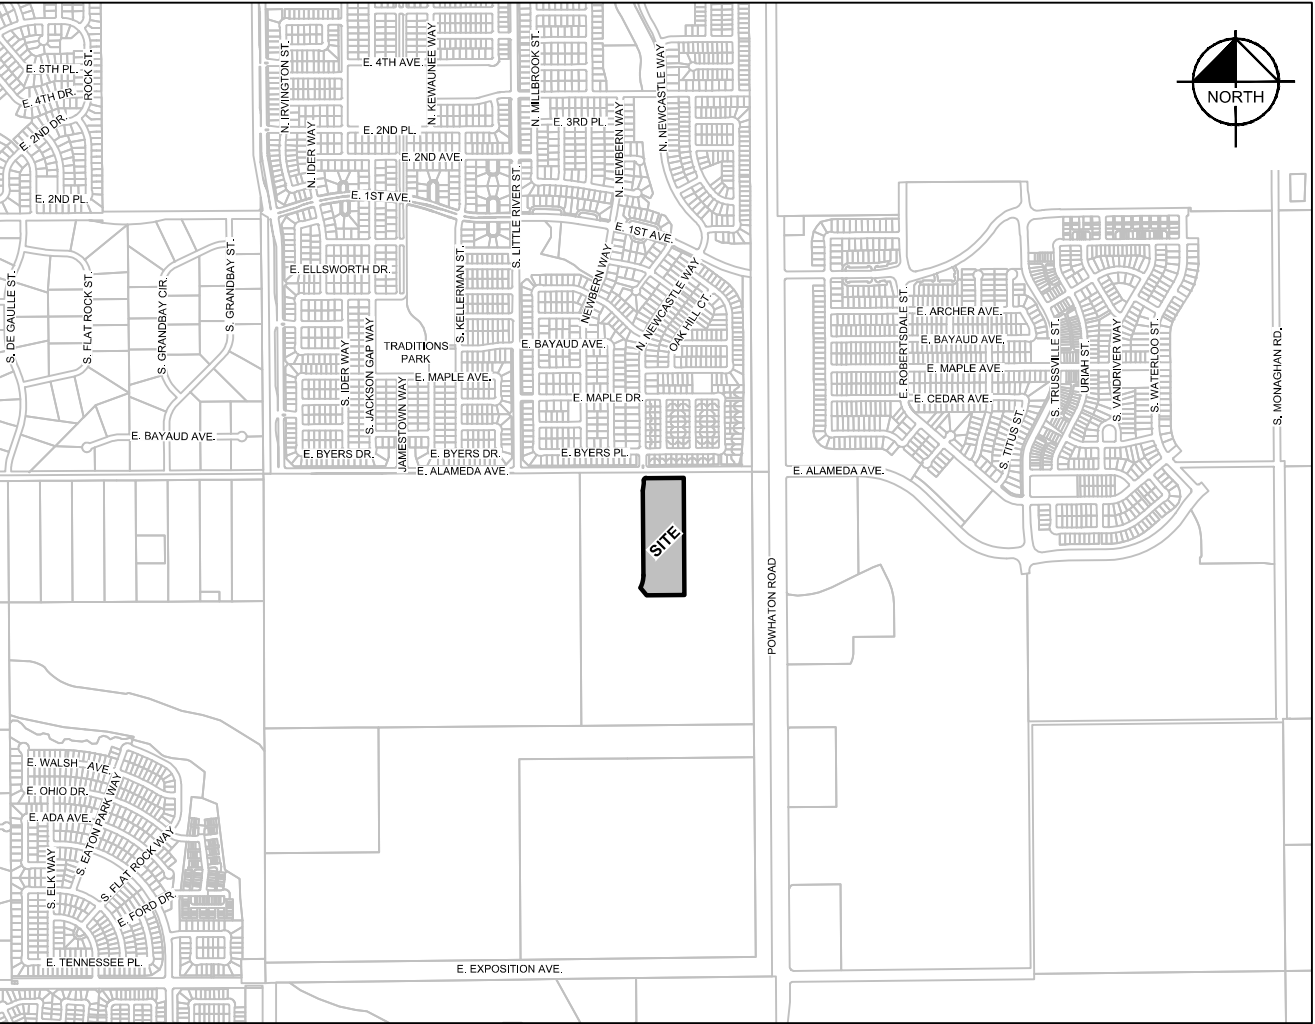 E. 5TH PL.
ROCK ST.
E. 4TH DR.
E. 2ND DR.
E. 2ND PL.
N. IRVINGTON ST.
E. 4TH AVE.
N. KEWAUNEE WAY
N. MILLBROOK ST.
N. NEWCASTLE WAY
NORTH
E. 3RD PL.
E. 2ND PL.
N. IDER WAY
E. 2ND AVE.
N. NEWBERN WAY
E. 1ST AVE.
S. LITTLE RIVER ST.
E. 1ST AVE.
S. DE GAULLE ST.
S. FLAT ROCK ST.
S. GRANDBAY CIR.
S. GRANDBAY ST.
E. ELLSWORTH DR.
S. KELLERMAN ST.
NEWBERN WAY
N. NEWCASTLE WAY
OAK HILL CT.
E. ROBERTSDALE ST.
E. ARCHER AVE.
E. BAYAUD AVE.
E. MAPLE AVE.
E. CEDAR AVE.
S. TRUSSVILLE ST.
URIAH ST.
S. VANDRIVER WAY
S. WATERLOO ST.
S. MONAGHAN RD.
TRADITIONS
PARK
E. BAYAUD AVE.
S. IDER WAY
S. JACKSON GAP WAY
JAMESTOWN WAY
E. MAPLE AVE.
E. MAPLE DR.
E. BAYAUD AVE.
S. TITUS ST.
E. BYERS DR.
E. BYERS DR.
E. BYERS PL.
E. ALAMEDA AVE.
E. ALAMEDA AVE.
SITE
POWHATON ROAD
E. WALSH AVE.
E. OHIO DR.
E. ADA AVE.
S. EATON PARK WAY
S. ELK WAY
S. FLAT ROCK WAY
E. FORD DR.
E. TENNESSEE PL.
E. EXPOSITION AVE.